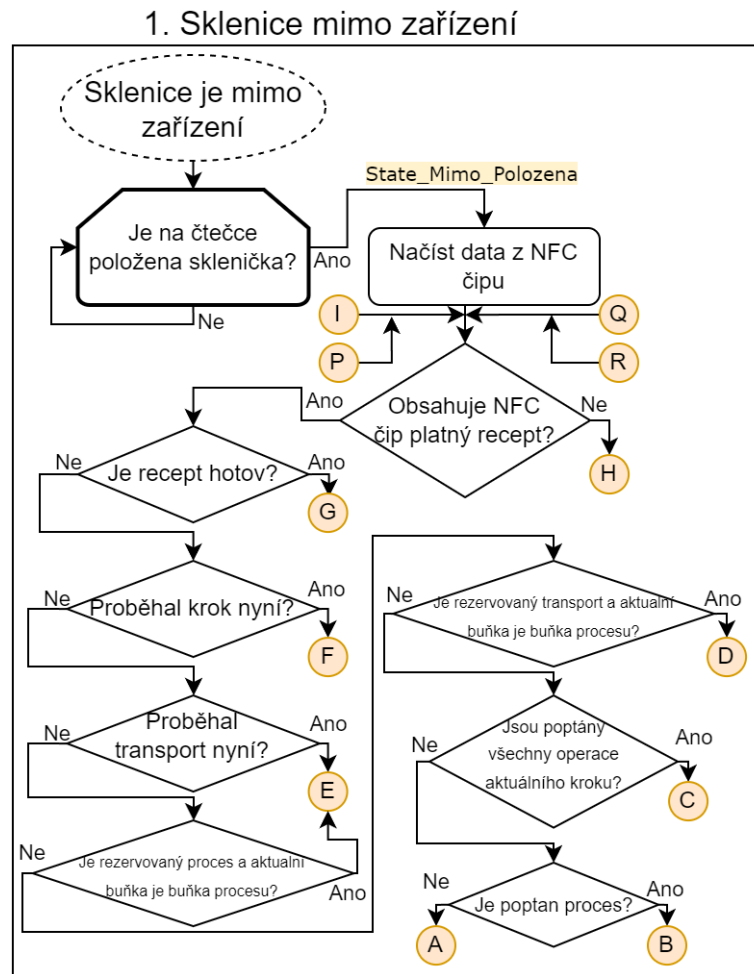 1. Sklenice mimo zařízení
Sklenice je mimo
zařízení
State_Mimo_Polozena
Je na čtečce
položena sklenička?
Ano
Ne
Načíst data z NFC
čipu
I
Q
P
R
Obsahuje NFC
čip platný recept?
Ano
Ne
H
Je recept hotov?
Ne
Ano
G
Proběhal krok nyní?
Ne
Ano
F
Proběhal
transport nyní?
Ne
Ano
E
Je rezervovaný proces a aktualni
buňka je buňka procesu?
Ne
Ano
Je rezervovaný transport a aktualni
buňka je buňka procesu?
Ne
Ano
D
Jsou poptány
všechny operace
aktuálního kroku?
Ne
Ano
C
Je poptan proces?
Ne
Ano
A
B